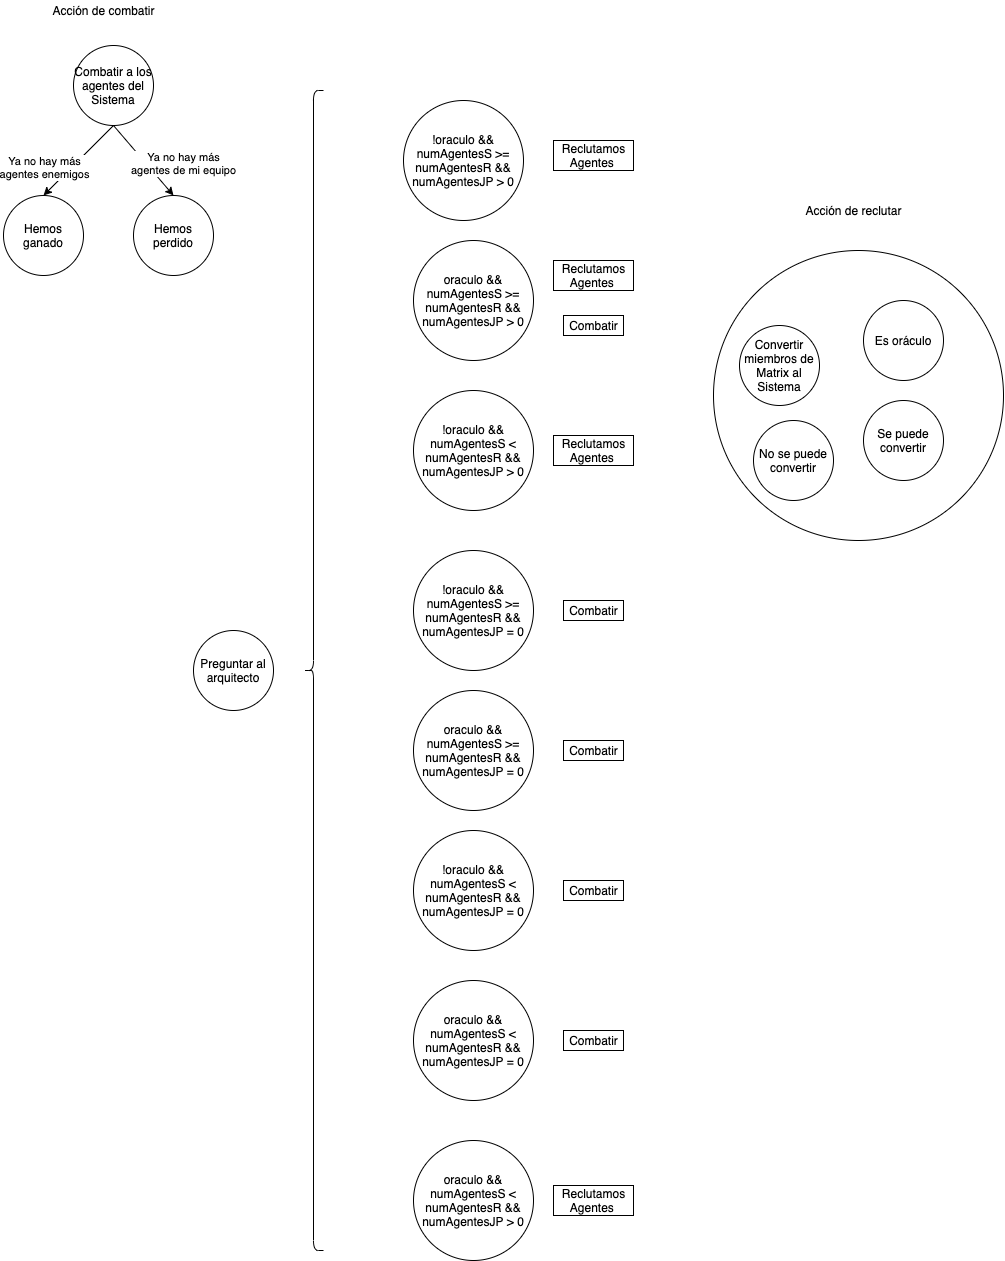 Acción de combatir
Combatir a los
agentes del
Sistema
Ya no hay más
agentes enemigos
Ya no hay más
agentes de mi equipo
Hemos
ganado
Hemos
perdido
Preguntar al
arquitecto
!oraculo &&
numAgentesS >=
numAgentesR &&
numAgentesJP > 0
Reclutamos
Agentes
oraculo &&
numAgentesS >=
numAgentesR &&
numAgentesJP > 0
Reclutamos
Agentes
Combatir
!oraculo &&
numAgentesS <
numAgentesR &&
numAgentesJP > 0
Reclutamos
Agentes
!oraculo &&
numAgentesS >=
numAgentesR &&
numAgentesJP = 0
Combatir
oraculo &&
numAgentesS >=
numAgentesR &&
numAgentesJP = 0
Combatir
!oraculo &&
numAgentesS <
numAgentesR &&
numAgentesJP = 0
Combatir
oraculo &&
numAgentesS <
numAgentesR &&
numAgentesJP = 0
Combatir
oraculo &&
numAgentesS <
numAgentesR &&
numAgentesJP > 0
Reclutamos
Agentes
Acción de reclutar
Convertir
miembros de
Matrix al
Sistema
Es oráculo
No se puede
convertir
Se puede
convertir